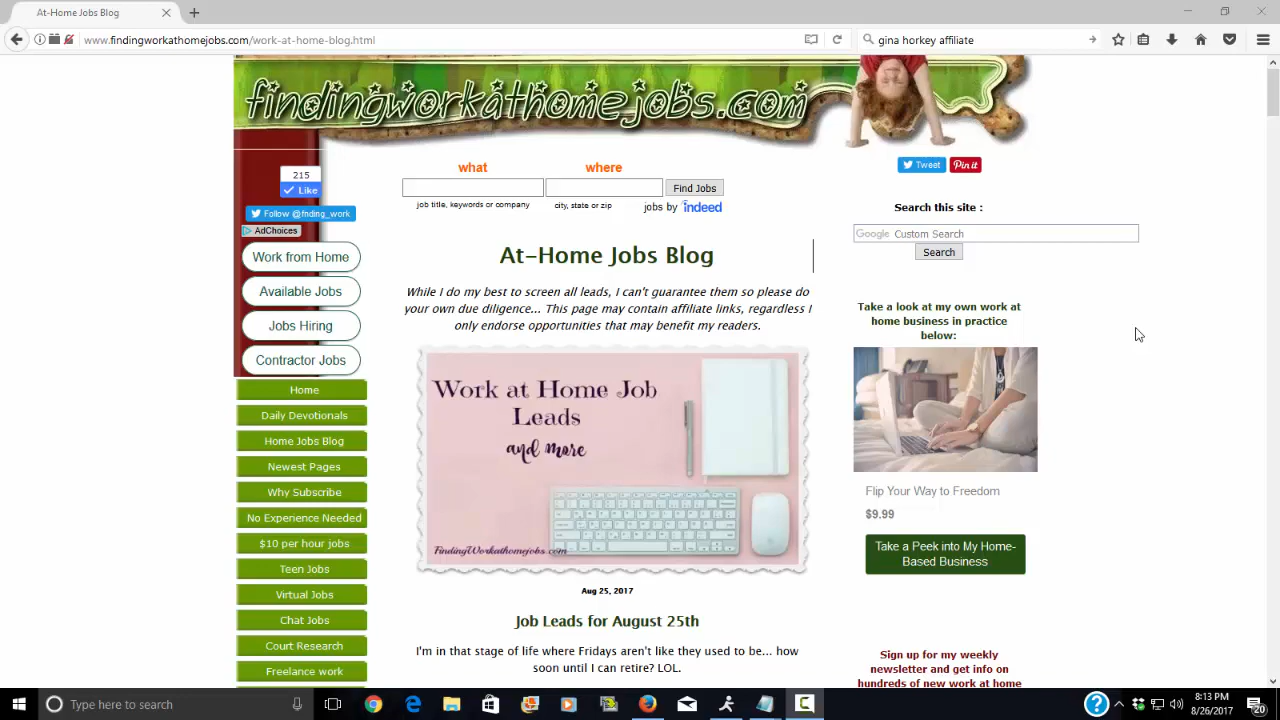 At-Home Jobs Blog
www.findingworkathomejobs.com/work-at-home-blog.html
gina horkey affiliate
findingworkathomejobs.com
215
Like
Follow @fnding_work
AdChoices
Work from Home
Available Jobs
Jobs Hiring
Contractor Jobs
Home
Daily Devotionals
Home Jobs Blog
Newest Pages
Why Subscribe
No Experience Needed
$10 per hour jobs
Teen Jobs
Virtual Jobs
Chat Jobs
Court Research
Freelance work
what
where
Find Jobs
job title, keywords or company
city, state or zip
jobs by indeed
At-Home Jobs Blog
While I do my best to screen all leads, I can't guarantee them so please do
your own due diligence... This page may contain affiliate links, regardless I
only endorse opportunities that may benefit my readers.
Work at Home Job
Leads
and more
FindingWorkathomejobs.com
Aug 25, 2017
Job Leads for August 25th
I'm in that stage of life where Fridays aren't like they used to be... how
soon until I can retire? LOL.
Tweet
Pin it
Search this site :
Google Custom Search
Search
Take a look at my own work at
home business in practice
below:
Flip Your Way to Freedom
$9.99
Take a Peek into My Home-
Based Business
Sign up for my weekly
newsletter and get info on
hundreds of new work at home
Type here to search
8:13 PM
8/26/2017
20